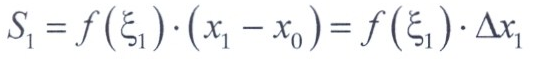 S₁ = f(ξ₁)·(x₁ − x₀) = f(ξ₁)·Δx₁